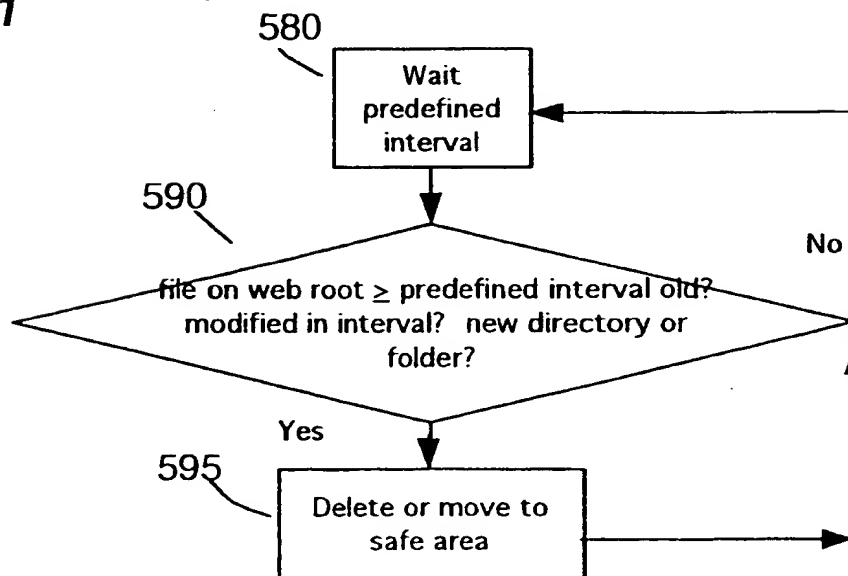 580
Wait
predefined
interval
590
No
file on web root ≥ predefined interval old?
modified in interval? new directory or
folder?
Yes
595
Delete or move to
safe area